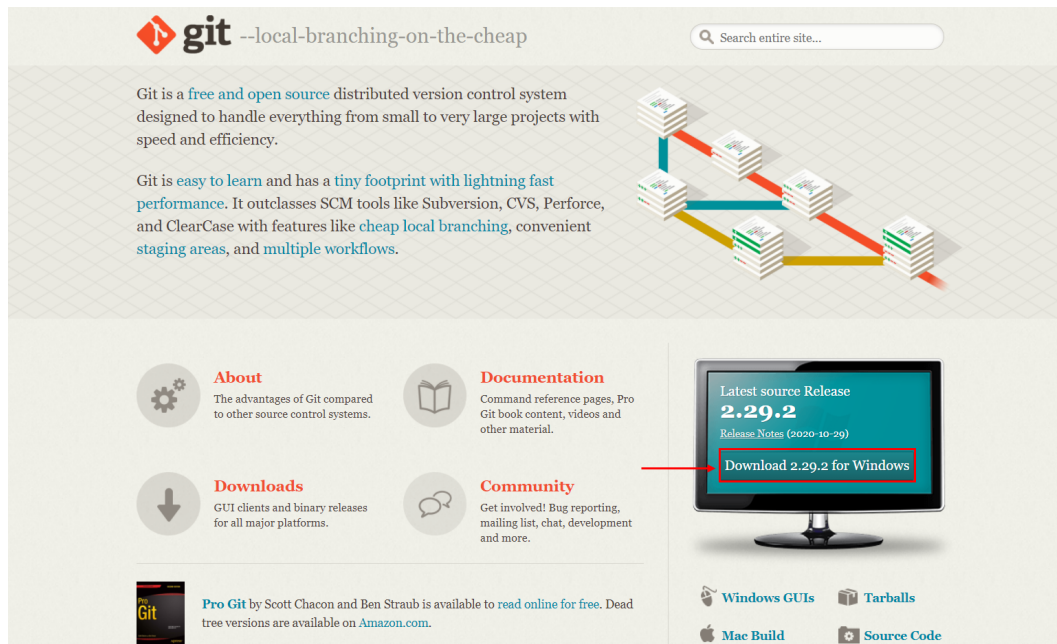 git --local-branching-on-the-cheap
Search entire site...
Git is a free and open source distributed version control system
designed to handle everything from small to very large projects with
speed and efficiency.
Git is easy to learn and has a tiny footprint with lightning fast
performance. It outclasses SCM tools like Subversion, CVS, Perforce,
and ClearCase with features like cheap local branching, convenient
staging areas, and multiple workflows.
About
The advantages of Git compared
to other source control systems.
Documentation
Command reference pages, Pro
Git book content, videos and
other material.
Downloads
GUI clients and binary releases
for all major platforms.
Community
Get involved! Bug reporting,
mailing list, chat, development
and more.
Latest source Release
2.29.2
Release Notes (2020-10-29)
Download 2.29.2 for Windows
Pro
Git
Pro Git by Scott Chacon and Ben Straub is available to read online for free. Dead
tree versions are available on Amazon.com.
Windows GUIs
Tarballs
Mac Build
Source Code